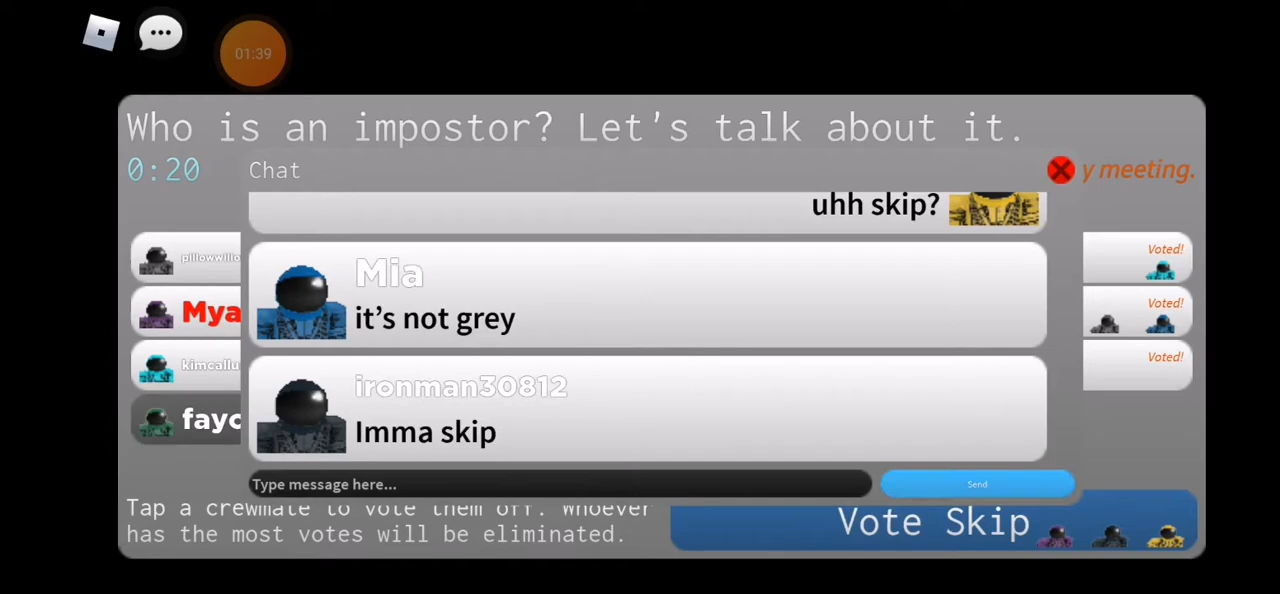 01:39
Who is an impostor? Let's talk about it.
0:20
Chat
y meeting.
uhh skip?
pillowwillo
Mia
it's not grey
Voted!
Mya
Voted!
kimcallu
ironman30812
Imma skip
Voted!
fayc
Type message here...
Send
Tap a crewmate to vote them off. Whoever
has the most votes will be eliminated.
Vote Skip